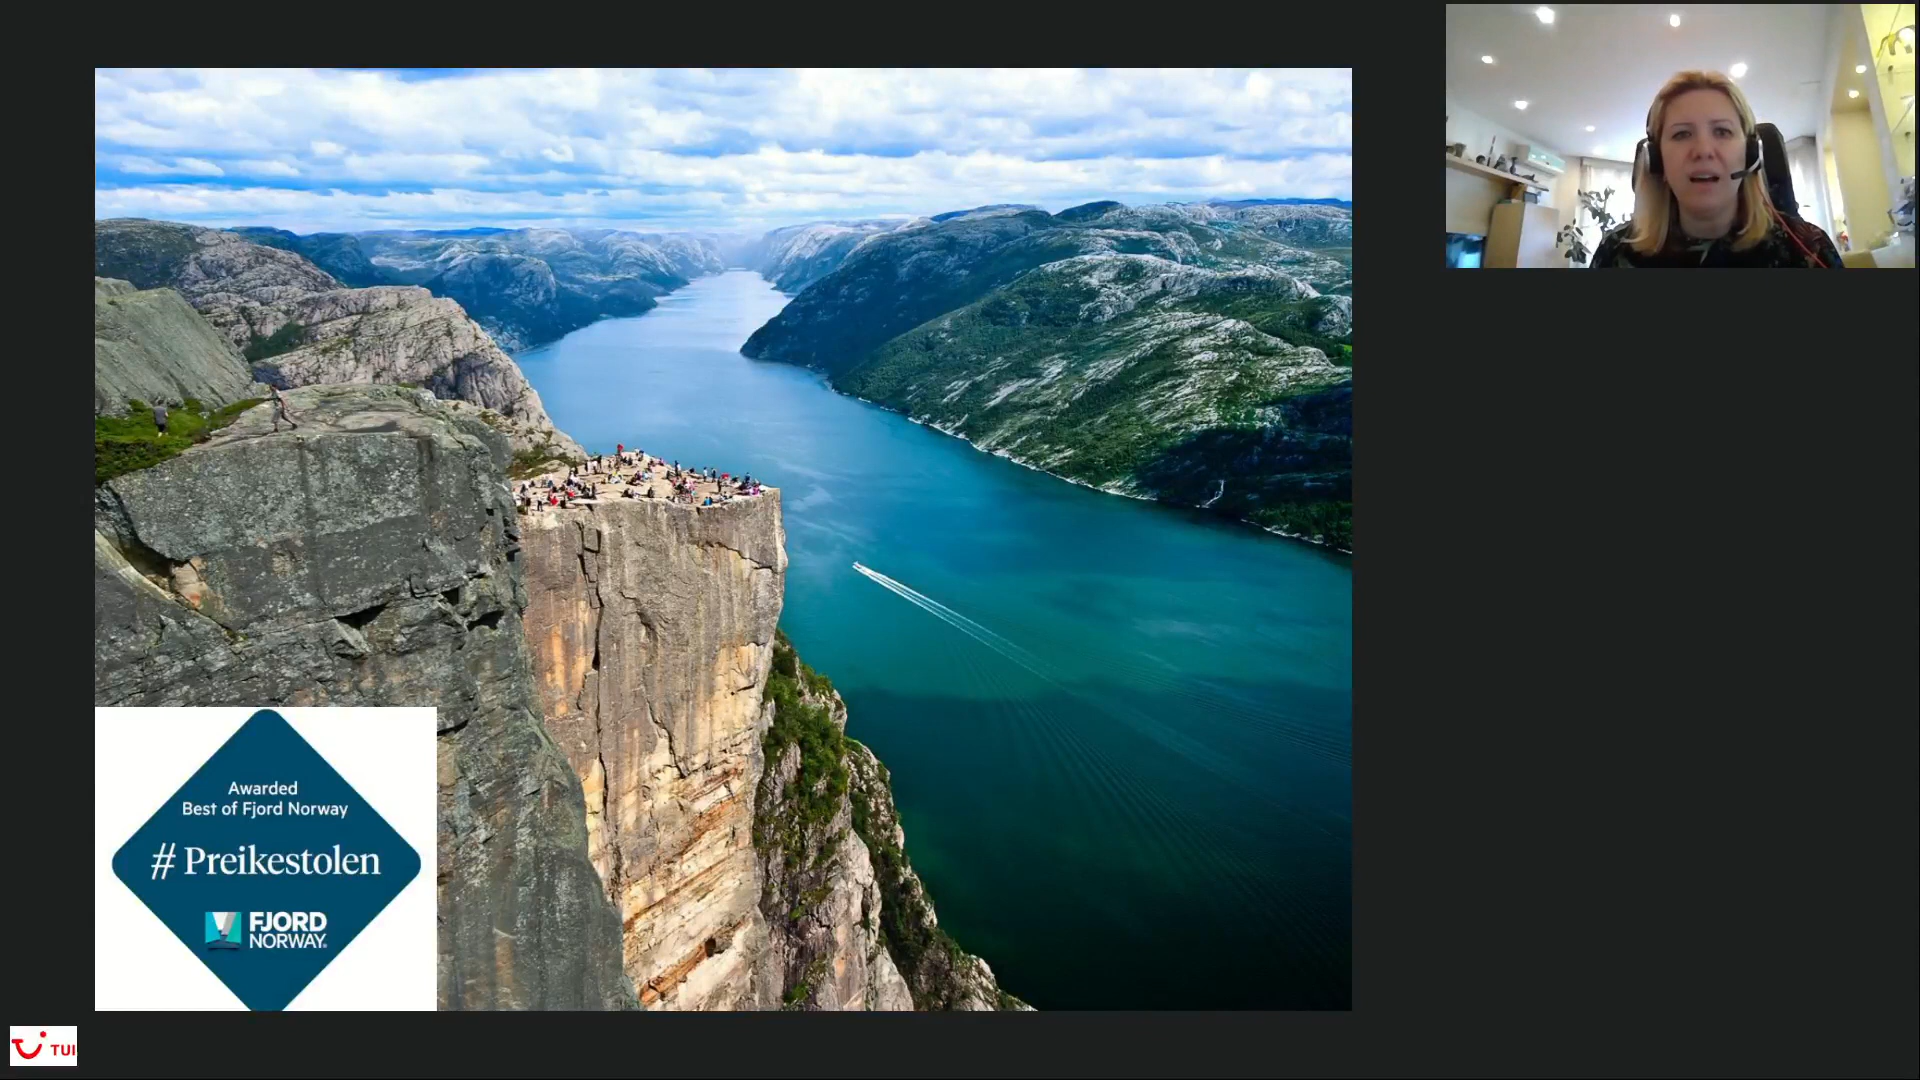 Awarded
Best of Fjord Norway
# Preikestolen
FJORD
NORWAY®
TUI